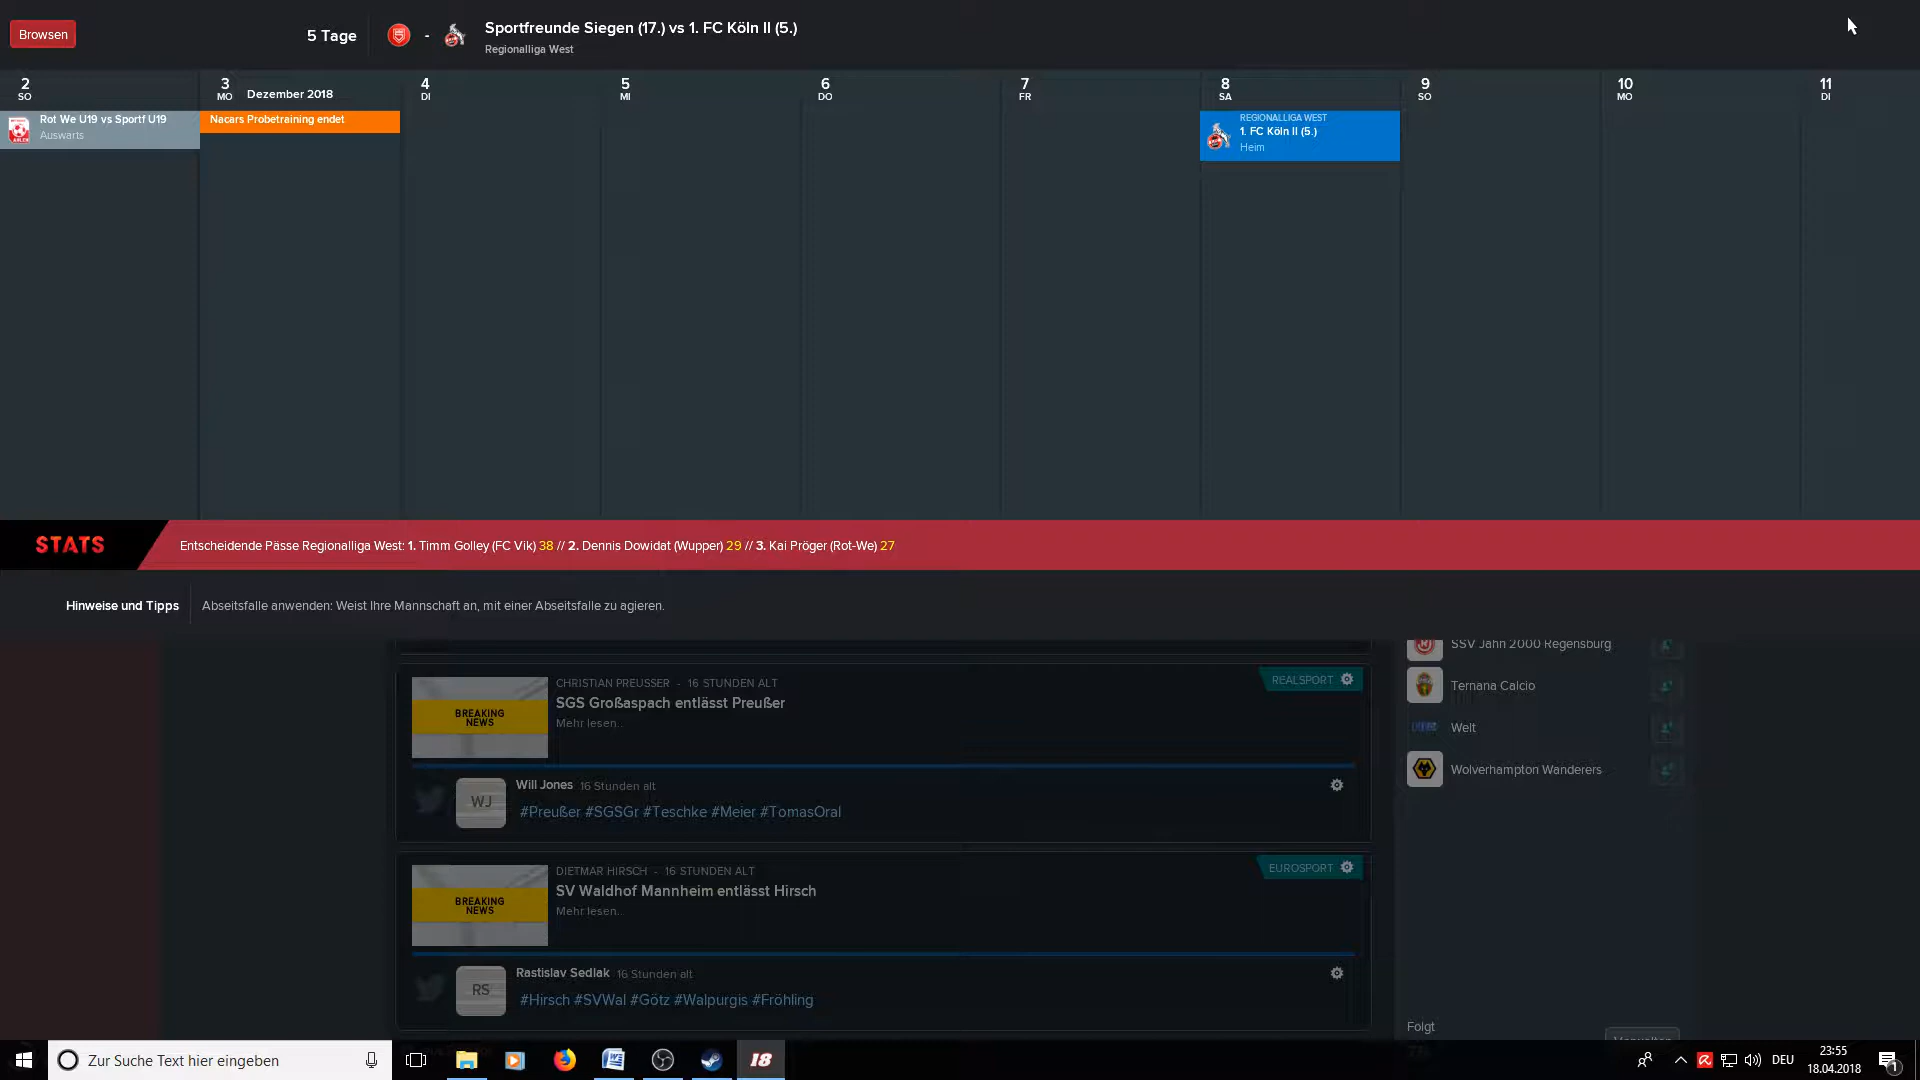 Browsen
5 Tage
-
Sportfreunde Siegen (17.) vs 1. FC Köln II (5.)
Regionalliga West
2
SO
3
MO
Dezember 2018
4
DI
5
MI
6
DO
7
FR
8
SA
9
SO
10
MO
11
DI
Rot We U19 vs Sportf U19
Auswärts
Nacars Probetraining endet
REGIONALLIGA WEST
1. FC Köln II (5.)
Heim
STATS
Entscheidende Pässe Regionalliga West: 1. Timm Golley (FC Vik) 38 // 2. Dennis Dowidat (Wupper) 29 // 3. Kai Pröger (Rot-We) 27
Hinweise und Tipps
Abseitsfalle anwenden: Weist Ihre Mannschaft an, mit einer Abseitsfalle zu agieren.
SSV Jahn 2000 Regensburg
Ternana Calcio
Welt
Wolverhampton Wanderers
BREAKING
NEWS
CHRISTIAN PREUSSER - 16 STUNDEN ALT
SGS Großaspach entlässt Preußer
Mehr lesen...
REALSPORT
WJ
Will Jones 16 Stunden alt
#Preußer #SGSGr #Teschke #Meier #TomasOral
BREAKING
NEWS
DIETMAR HIRSCH - 16 STUNDEN ALT
SV Waldhof Mannheim entlässt Hirsch
Mehr lesen...
EUROSPORT
RS
Rastislav Sedlak 16 Stunden alt
#Hirsch #SVWal #Götz #Walpurgis #Fröhling
Folgt
Verwalten
Zur Suche Text hier eingeben
18
DEU
23:55
18.04.2018
1